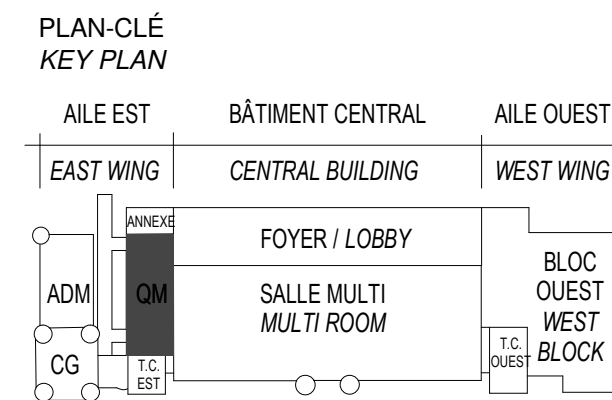 PLAN-CLÉ
KEY PLAN
AILE EST
BÂTIMENT CENTRAL
AILE OUEST
EAST WING
CENTRAL BUILDING
WEST WING
ANNEXE
FOYER / LOBBY
ADM
QM
SALLE MULTI
MULTI ROOM
BLOC
OUEST
WEST
BLOCK
CG
T.C.
EST
T.C.
OUEST